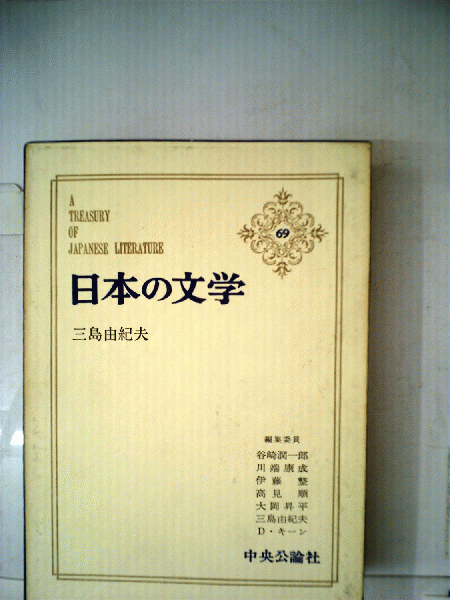 A
TREASURY
OF
JAPANESE LITERATURE
69
日本の文学
三島由紀夫
編集委員
谷崎潤一郎
川端康成
伊藤 整
高見 順
大岡昇平
三島由紀夫
D・キーン
中央公論社